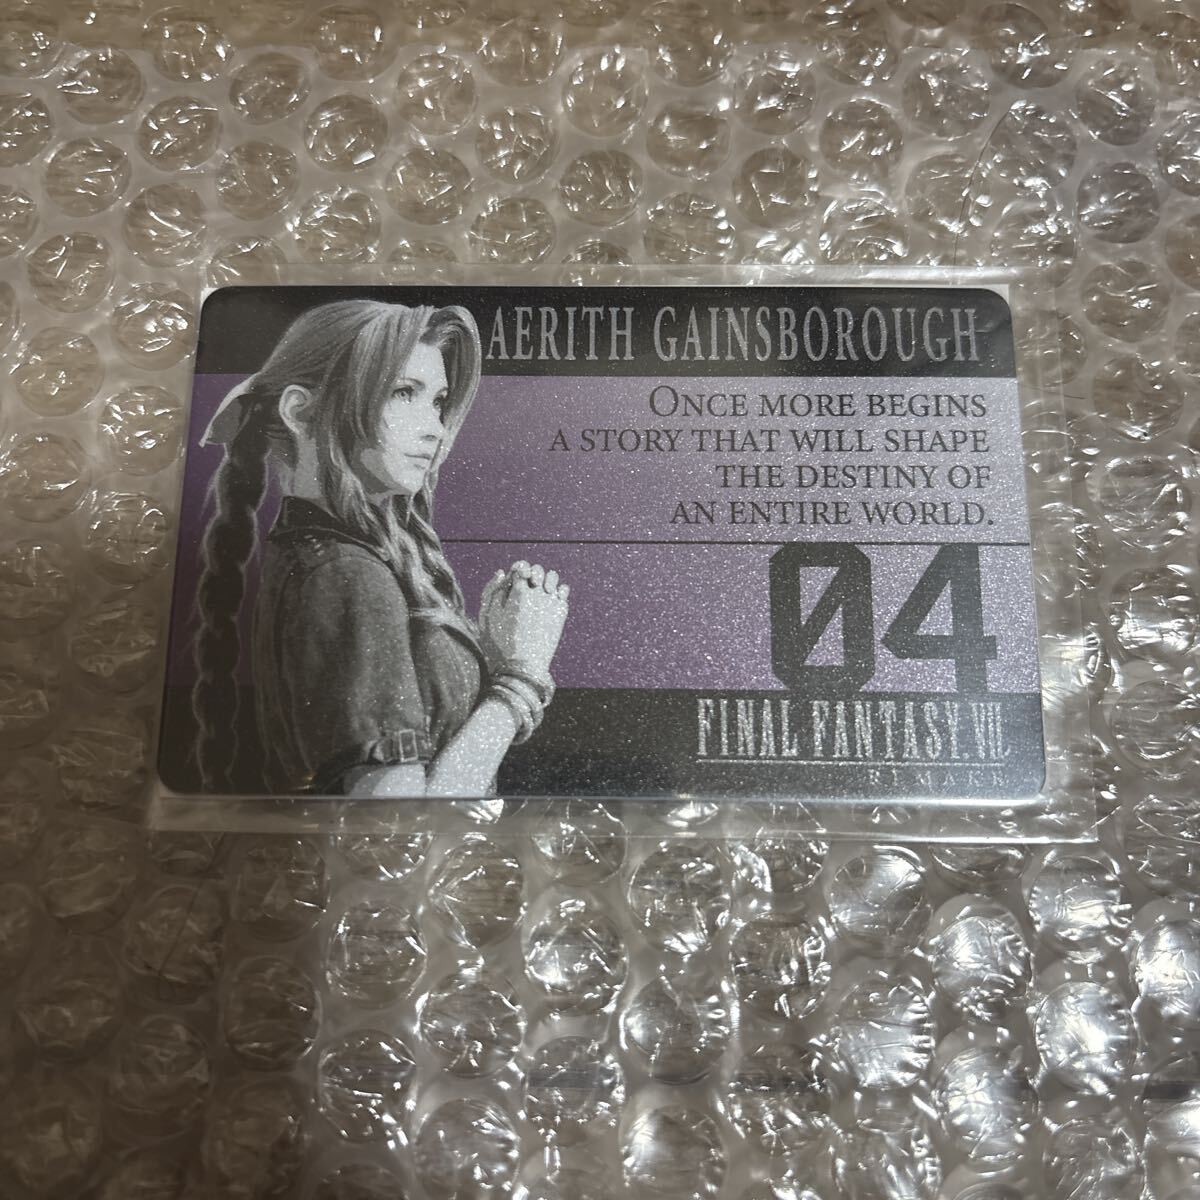 AERITH GAINSBOROUGH
ONCE MORE BEGINS
A STORY THAT WILL SHAPE
THE DESTINY OF
AN ENTIRE WORLD.
04
FINAL FANTASY VII
REMAKE